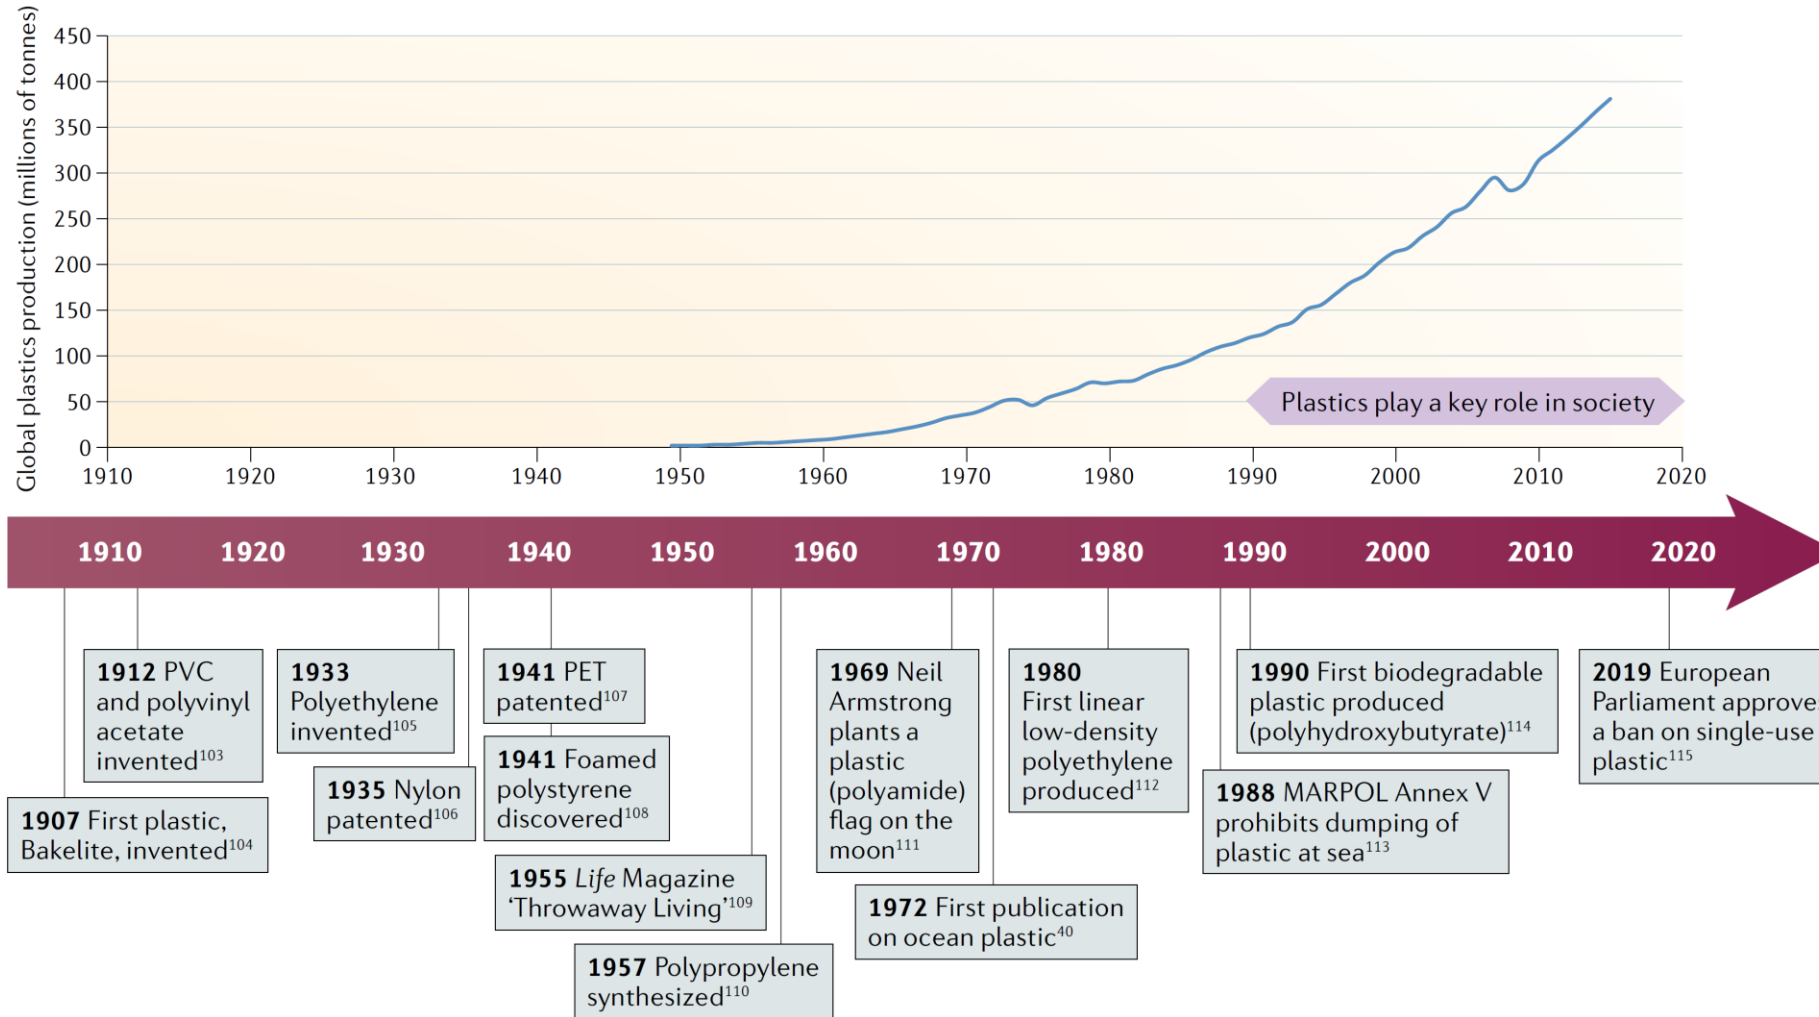 Global plastics production (millions of tonnes)
450
400
350
300
250
200
150
100
50
0
Plastics play a key role in society
1910 1920 1930 1940 1950 1960 1970 1980 1990 2000 2010 2020
1910 1920 1930 1940 1950 1960 1970 1980 1990 2000 2010 2020
1912 PVC
and polyvinyl
acetate
invented¹⁰³
1907 First plastic,
Bakelite, invented¹⁰⁴
1933
Polyethylene
invented¹⁰⁵
1935 Nylon
patented¹⁰⁶
1941 PET
patented¹⁰⁷
1941 Foamed
polystyrene
discovered¹⁰⁸
1955 Life Magazine
‘Throwaway Living’¹⁰⁹
1957 Polypropylene
synthesized¹¹⁰
1969 Neil
Armstrong
plants a
plastic
(polyamide)
flag on the
moon¹¹¹
1972 First publication
on ocean plastic⁴⁰
1980
First linear
low-density
polyethylene
produced¹¹²
1990 First biodegradable
plastic produced
(polyhydroxybutyrate)¹¹⁴
1988 MARPOL Annex V
prohibits dumping of
plastic at sea¹¹³
2019 European
Parliament approves
a ban on single-use
plastic¹¹⁵